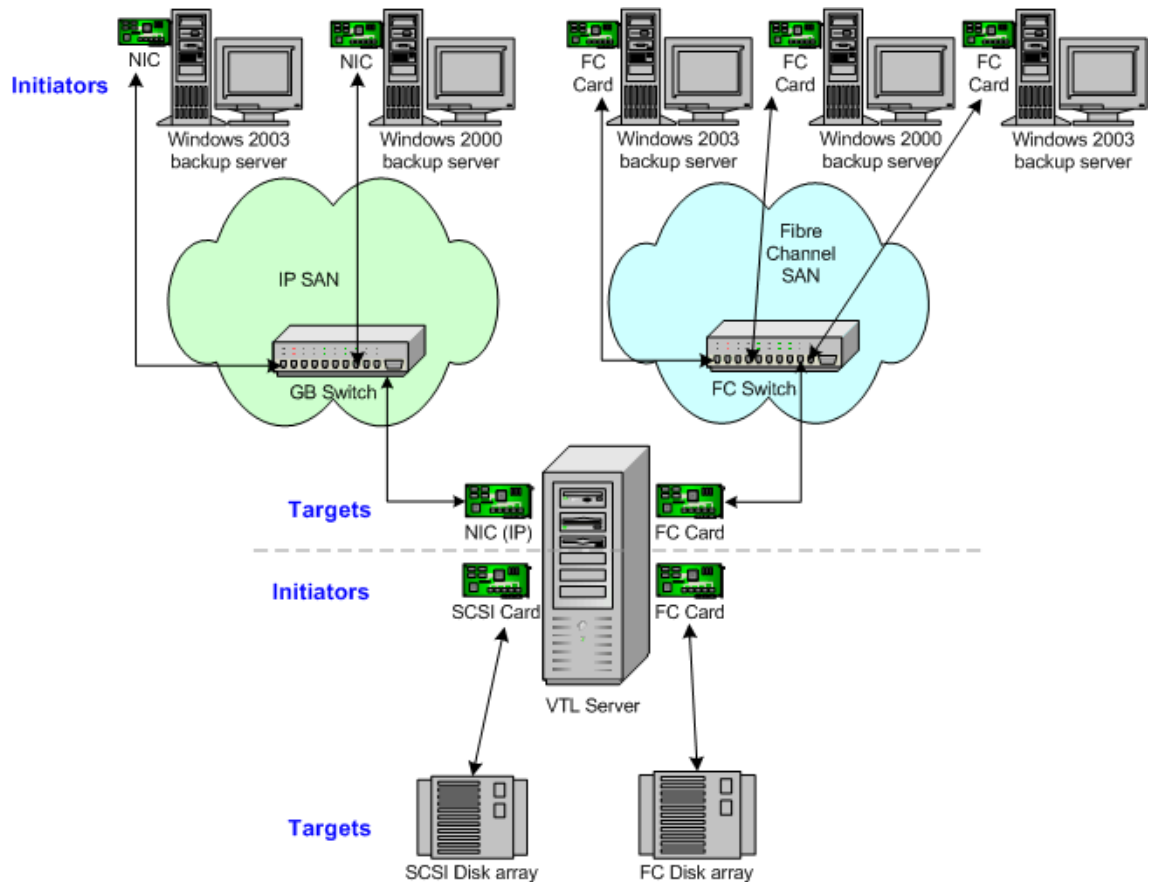 NIC
NIC
FC
Card
FC
Card
FC
Card
Initiators
Windows 2003
backup server
Windows 2000
backup server
Windows 2003
backup server
Windows 2000
backup server
Windows 2003
backup server
IP SAN
Fibre
Channel
SAN
GB Switch
FC Switch
Targets
NIC (IP)
FC Card
Initiators
SCSI Card
FC Card
VTL Server
Targets
SCSI Disk array
FC Disk array